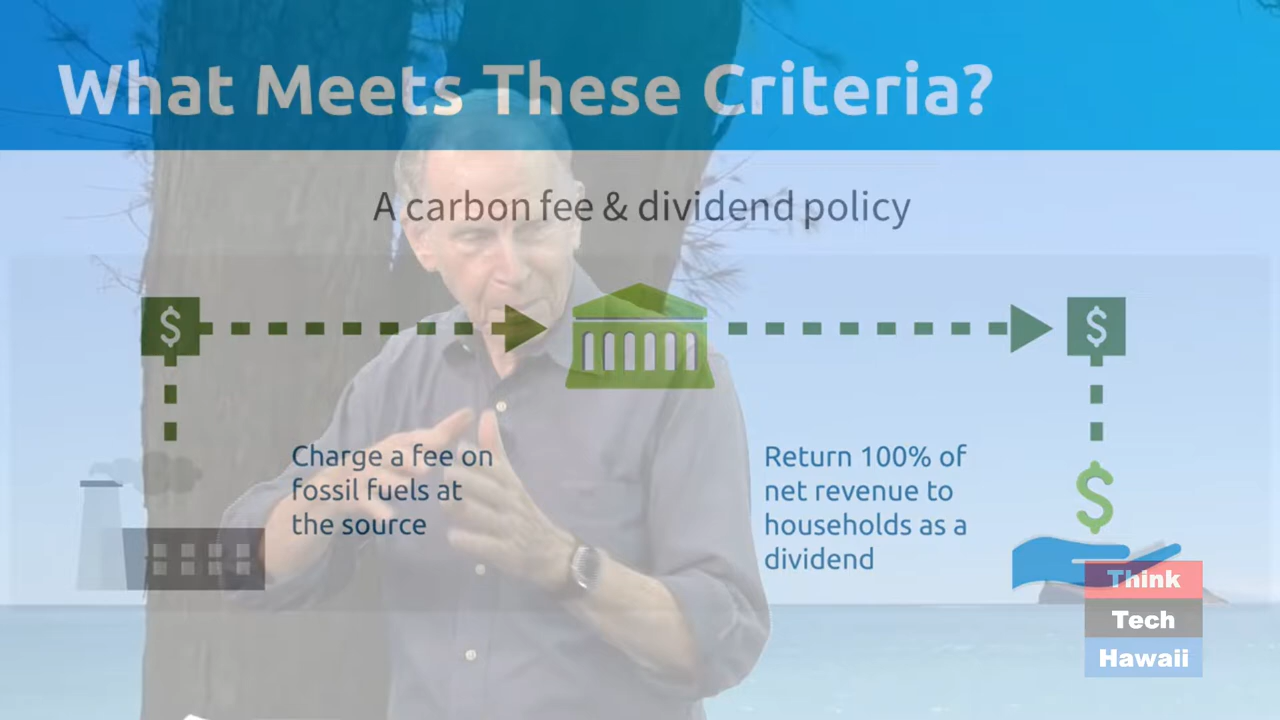 What Meets These Criteria?
A carbon fee & dividend policy
$
$
Charge a fee on
fossil fuels at
the source
Return 100% of
net revenue to
households as a
dividend
$
Think
Tech
Hawaii